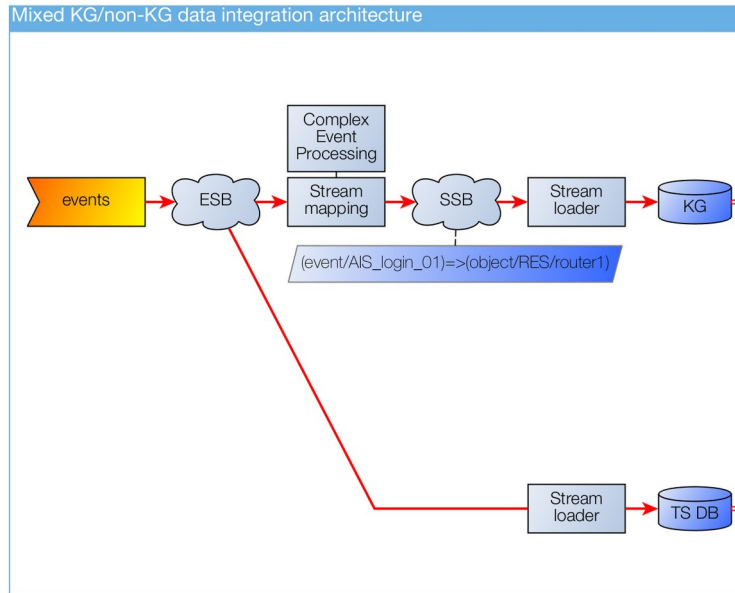 Mixed KG/non-KG data integration architecture
Complex
Event
Processing
events
ESB
Stream
mapping
SSB
Stream
loader
KG
(event/AIS_login_01)=>(object/RES/router1)
Stream
loader
TS DB